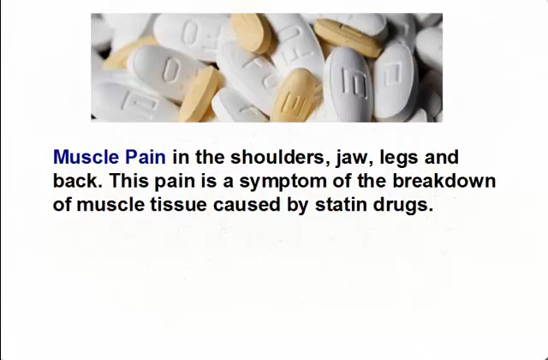 Muscle Pain in the shoulders, jaw, legs and
back. This pain is a symptom of the breakdown
of muscle tissue caused by statin drugs.